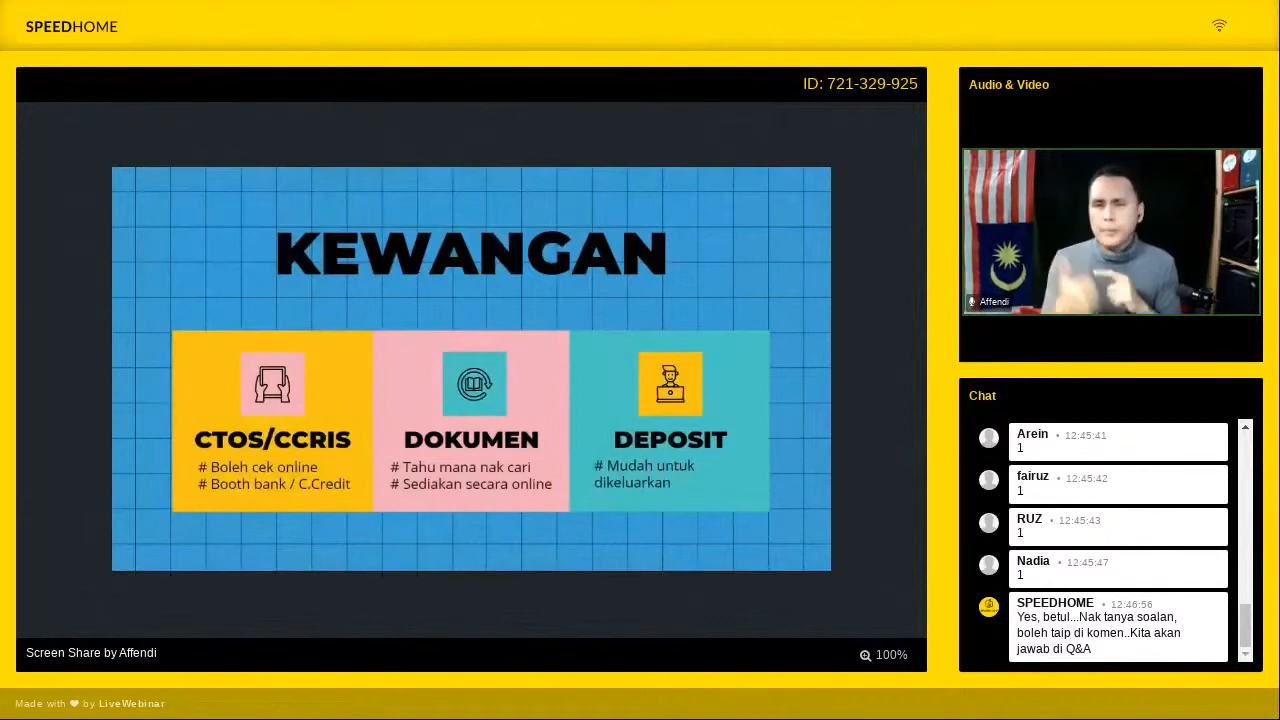 SPEEDHOME
ID: 721-329-925
KEWANGAN
CTOS/CCRIS
# Boleh cek online
# Booth bank / C.Credit
DOKUMEN
# Tahu mana nak cari
# Sediakan secara online
DEPOSIT
# Mudah untuk
dikeluarkan
Screen Share by Affendi
100%
Audio & Video
Affendi
Chat
Arein • 12:45:41
1
fairuz • 12:45:42
1
RUZ • 12:45:43
1
Nadia • 12:45:47
1
SPEEDHOME • 12:46:56
Yes, betul...Nak tanya soalan,
boleh taip di komen..Kita akan
jawab di Q&A
Made with ❤ by LiveWebinar